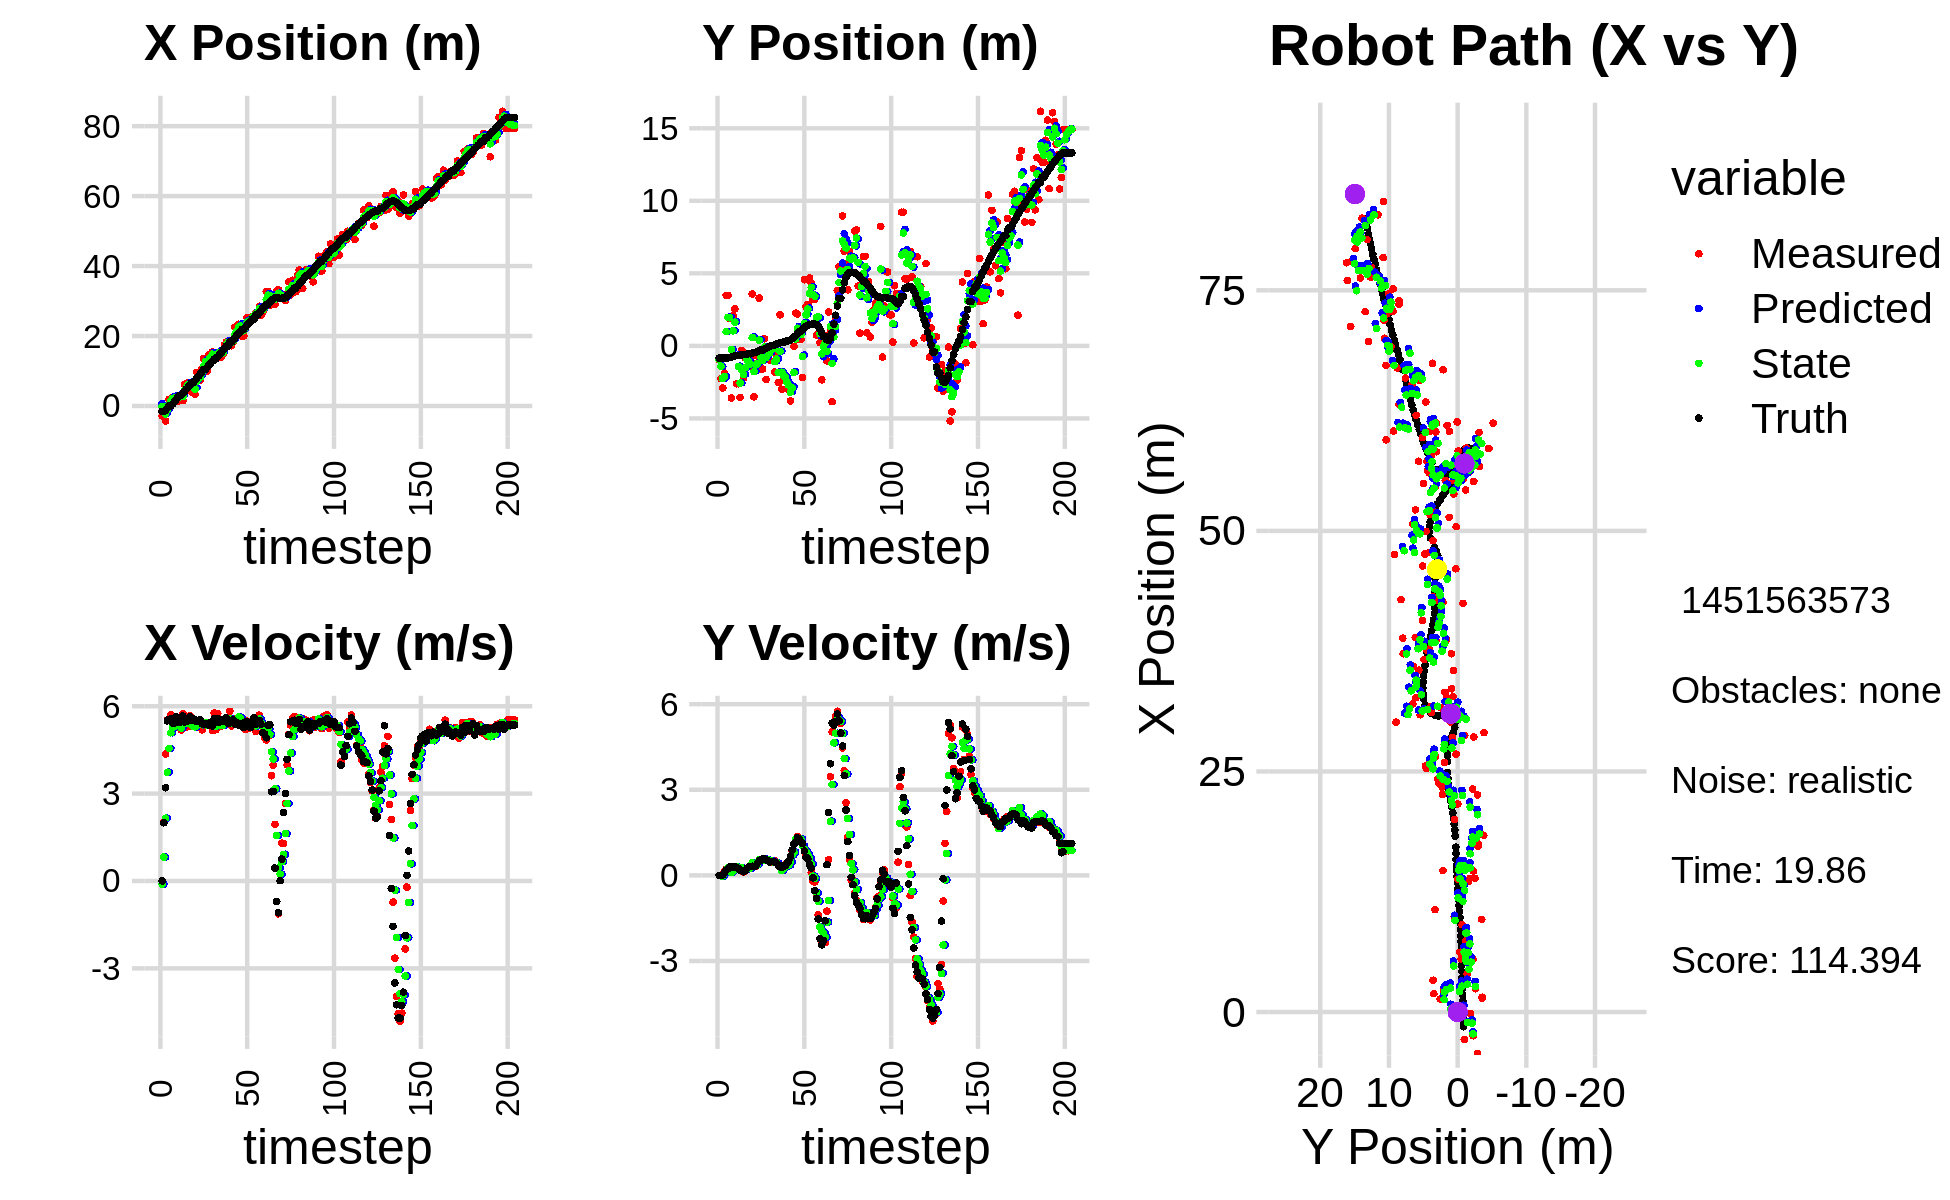 X Position (m)
80
60
40
20
0
0
50
100
150
200
timestep
Y Position (m)
15
10
5
0
-5
0
50
100
150
200
timestep
X Velocity (m/s)
6
3
0
-3
0
50
100
150
200
timestep
Y Velocity (m/s)
6
3
0
-3
0
50
100
150
200
timestep
Robot Path (X vs Y)
X Position (m)
75
50
25
0
20 10 0 -10 -20
Y Position (m)
variable
Measured
Predicted
State
Truth
1451563573
Obstacles: none
Noise: realistic
Time: 19.86
Score: 114.394